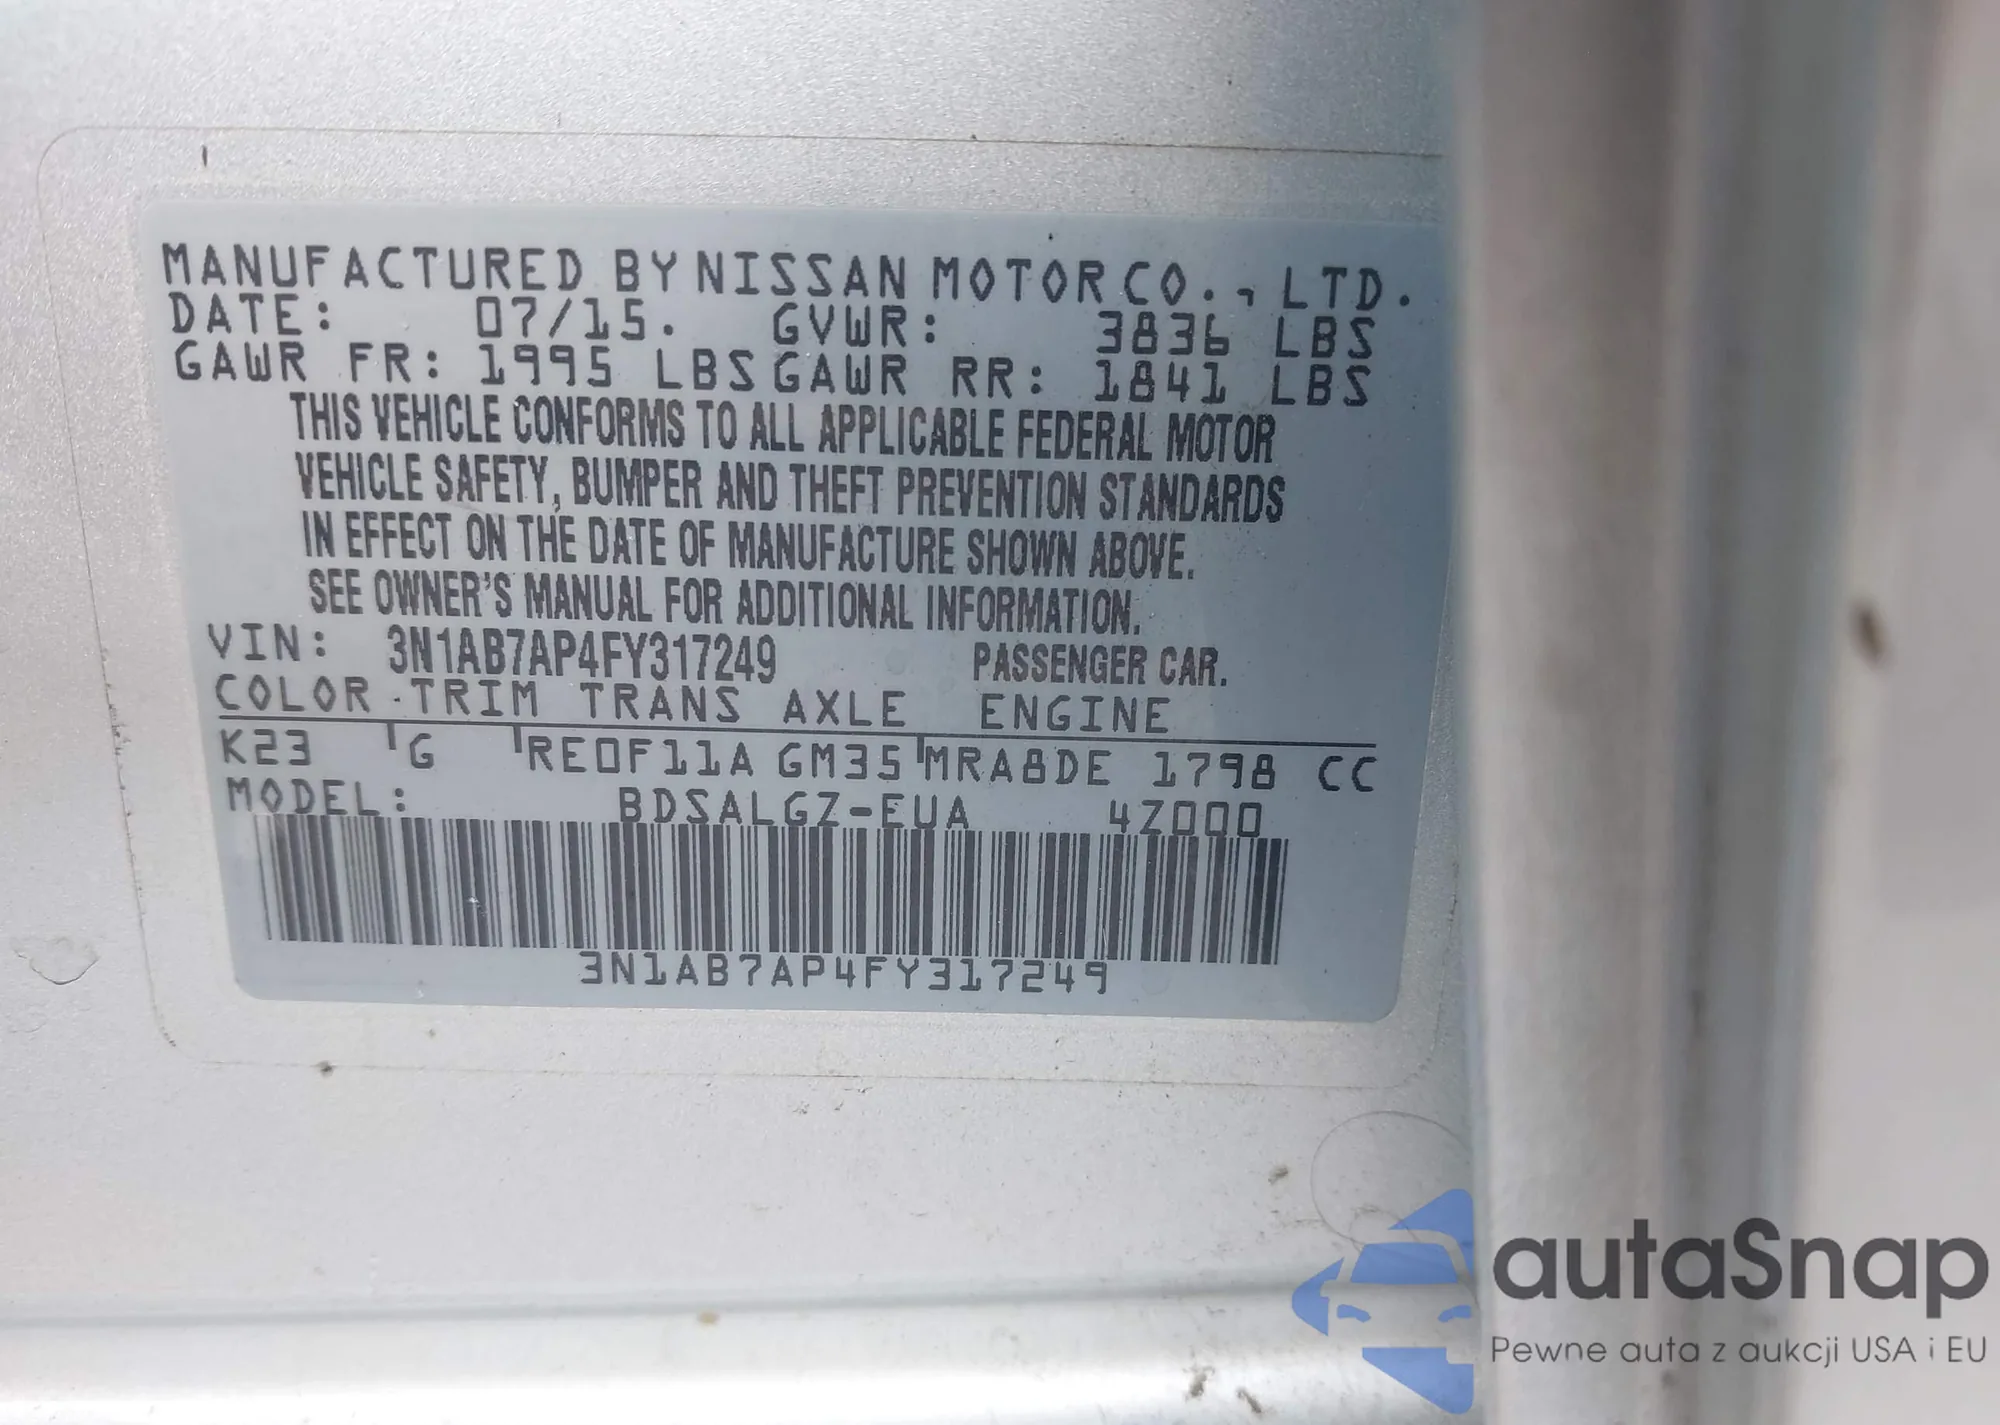 MANUFACTURED BY NISSAN MOTOR CO., LTD.
DATE: 07/15. GVWR: 3836 LBS
GAWR FR: 1995 LBS GAWR RR: 1841 LBS
THIS VEHICLE CONFORMS TO ALL APPLICABLE FEDERAL MOTOR
VEHICLE SAFETY, BUMPER AND THEFT PREVENTION STANDARDS
IN EFFECT ON THE DATE OF MANUFACTURE SHOWN ABOVE.
SEE OWNER'S MANUAL FOR ADDITIONAL INFORMATION.
VIN: 3N1AB7AP4FY317249 PASSENGER CAR.
COLOR TRIM TRANS AXLE ENGINE
K23 G RE0F11A GM35 MRA8DE 1798 CC
MODEL: BDSALGZ-EUA 4Z000
3N1AB7AP4FY317249
autaSnap
Pewne auta z aukcji USA i EU